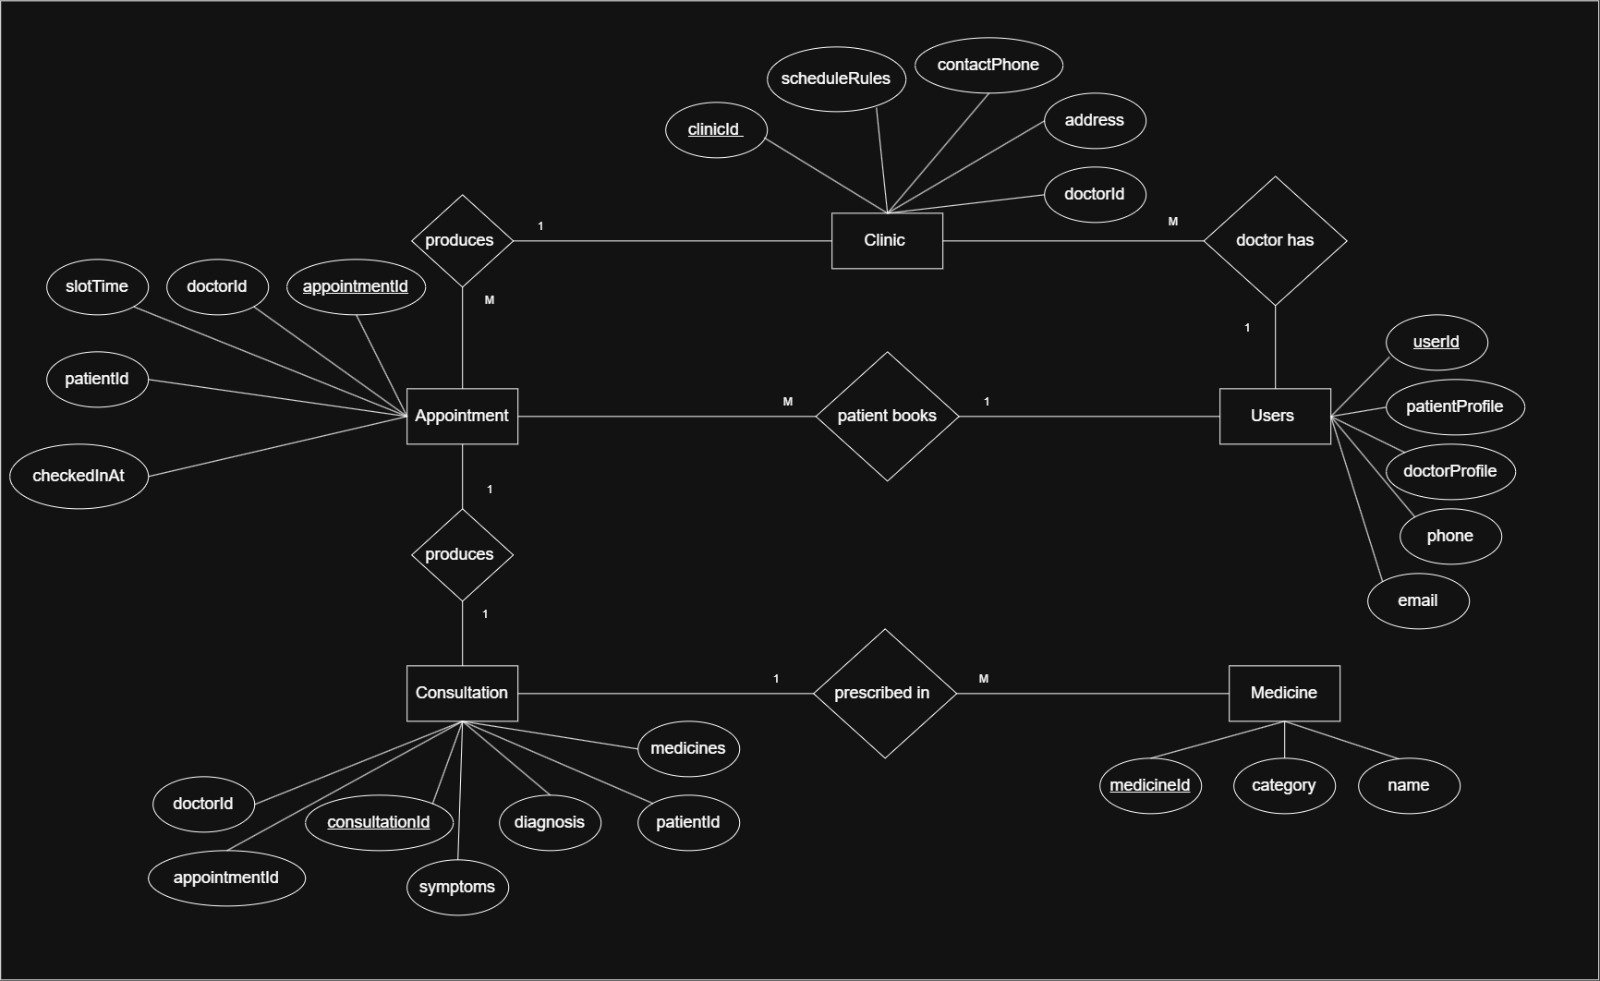 contactPhone
scheduleRules
address
clinicId
doctorId
produces
1
Clinic
M
doctor has
slotTime
doctorId
appointmentId
M
1
userId
patientId
patientProfile
Appointment
M
patient books
1
Users
checkedInAt
doctorProfile
1
phone
produces
email
1
Consultation
1
prescribed in
M
Medicine
medicines
medicineId
category
name
doctorId
consultationId
diagnosis
patientId
appointmentId
symptoms